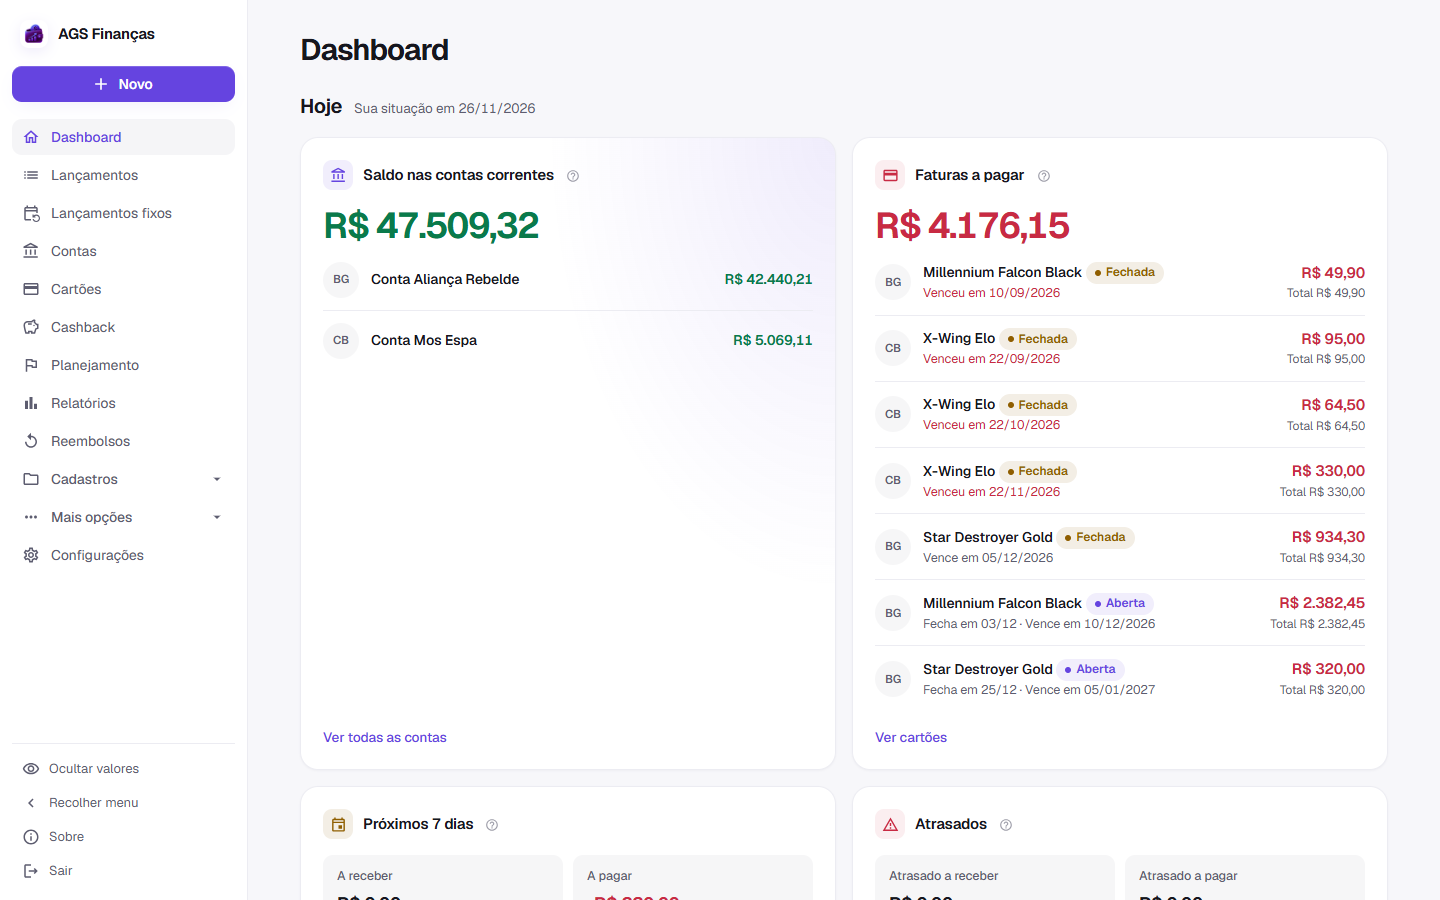 AGS Finanças
Novo
Dashboard
Lançamentos
Lançamentos fixos
Contas
Cartões
Cashback
Planejamento
Relatórios
Reembolsos
Cadastros
Mais opções
Configurações
Ocultar valores
Recolher menu
Sobre
Sair
Dashboard
Hoje Sua situação em 26/11/2026
Saldo nas contas correntes
R$ 47.509,32
BG Conta Aliança Rebelde R$ 42.440,21
CB Conta Mos Espa R$ 5.069,11
Ver todas as contas
Faturas a pagar
R$ 4.176,15
BG Millennium Falcon Black Fechada R$ 49,90
Venceu em 10/09/2026 Total R$ 49,90
CB X-Wing Elo Fechada R$ 95,00
Venceu em 22/09/2026 Total R$ 95,00
CB X-Wing Elo Fechada R$ 64,50
Venceu em 22/10/2026 Total R$ 64,50
CB X-Wing Elo Fechada R$ 330,00
Venceu em 22/11/2026 Total R$ 330,00
BG Star Destroyer Gold Fechada R$ 934,30
Vence em 05/12/2026 Total R$ 934,30
BG Millennium Falcon Black Aberta R$ 2.382,45
Fecha em 03/12 · Vence em 10/12/2026 Total R$ 2.382,45
BG Star Destroyer Gold Aberta R$ 320,00
Fecha em 25/12 · Vence em 05/01/2027 Total R$ 320,00
Ver cartões
Próximos 7 dias
A receber
A pagar
Atrasados
Atrasado a receber
Atrasado a pagar